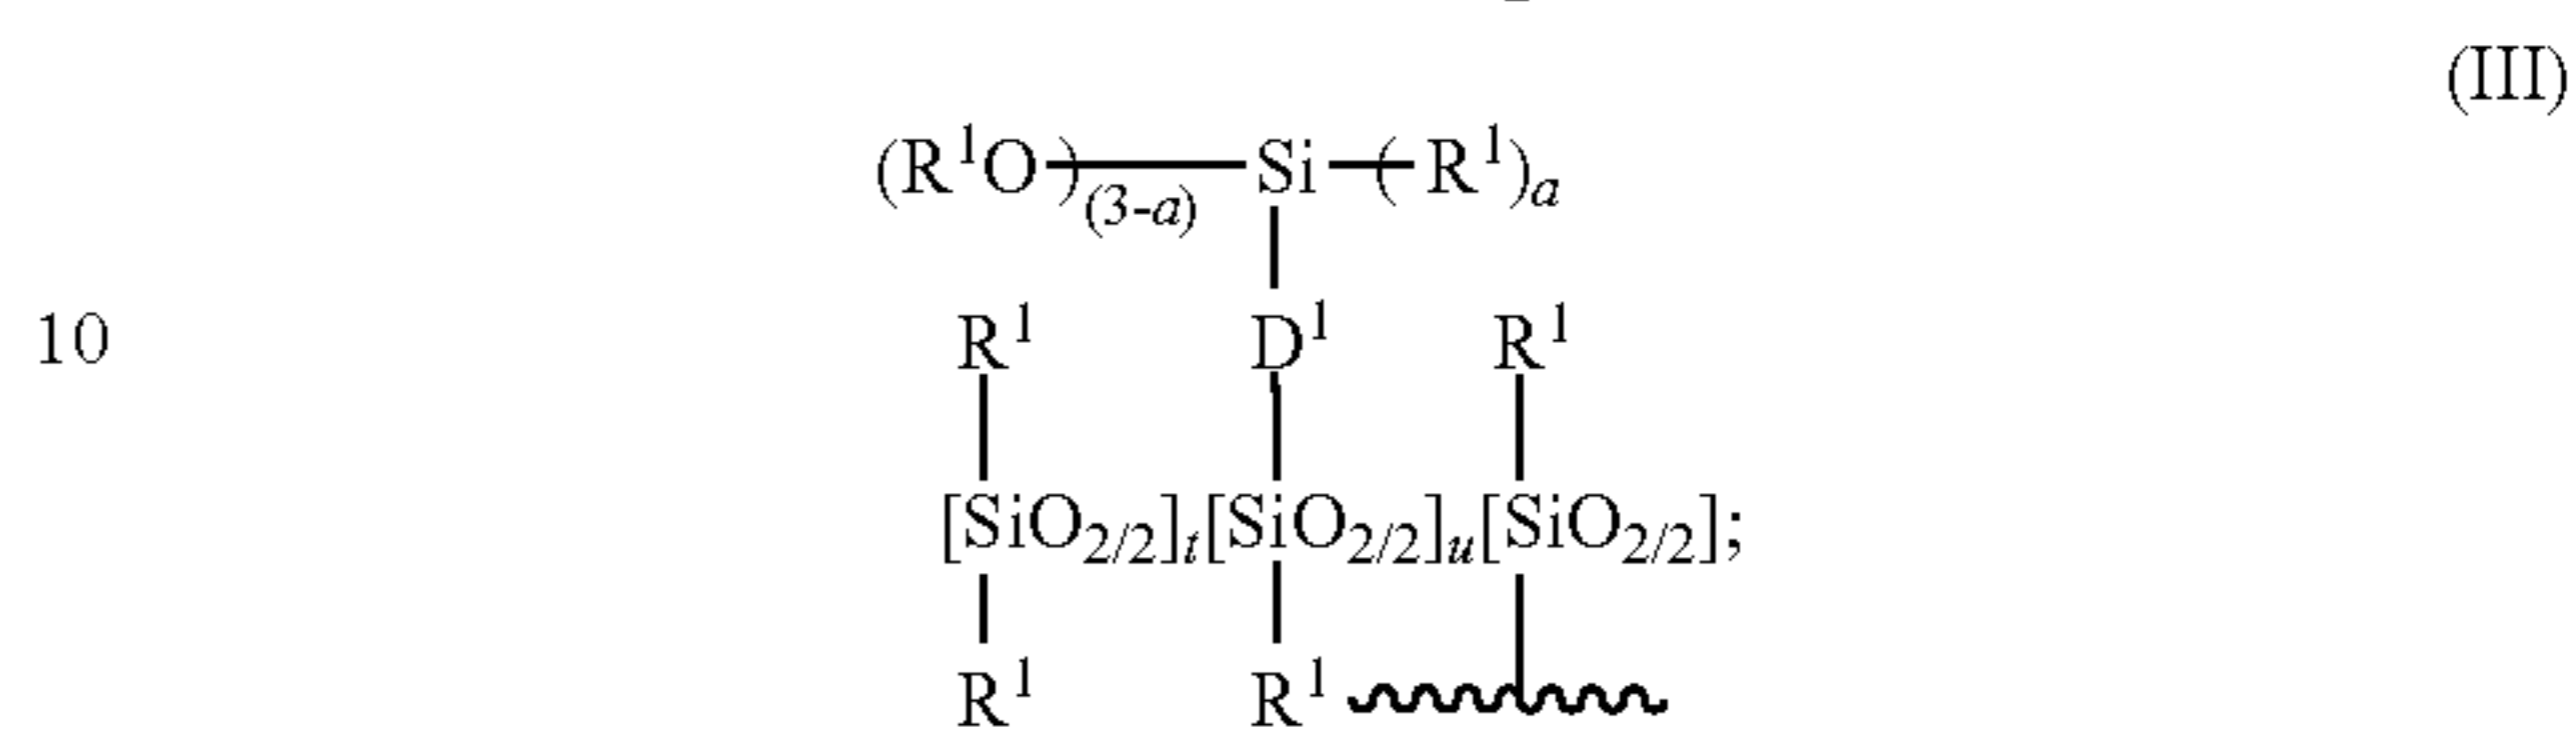 (III)
(R¹O)(3-a) Si (R¹)a
10 R¹ D¹ R¹
[SiO2/2]t[SiO2/2]u[SiO2/2];
R¹ R¹